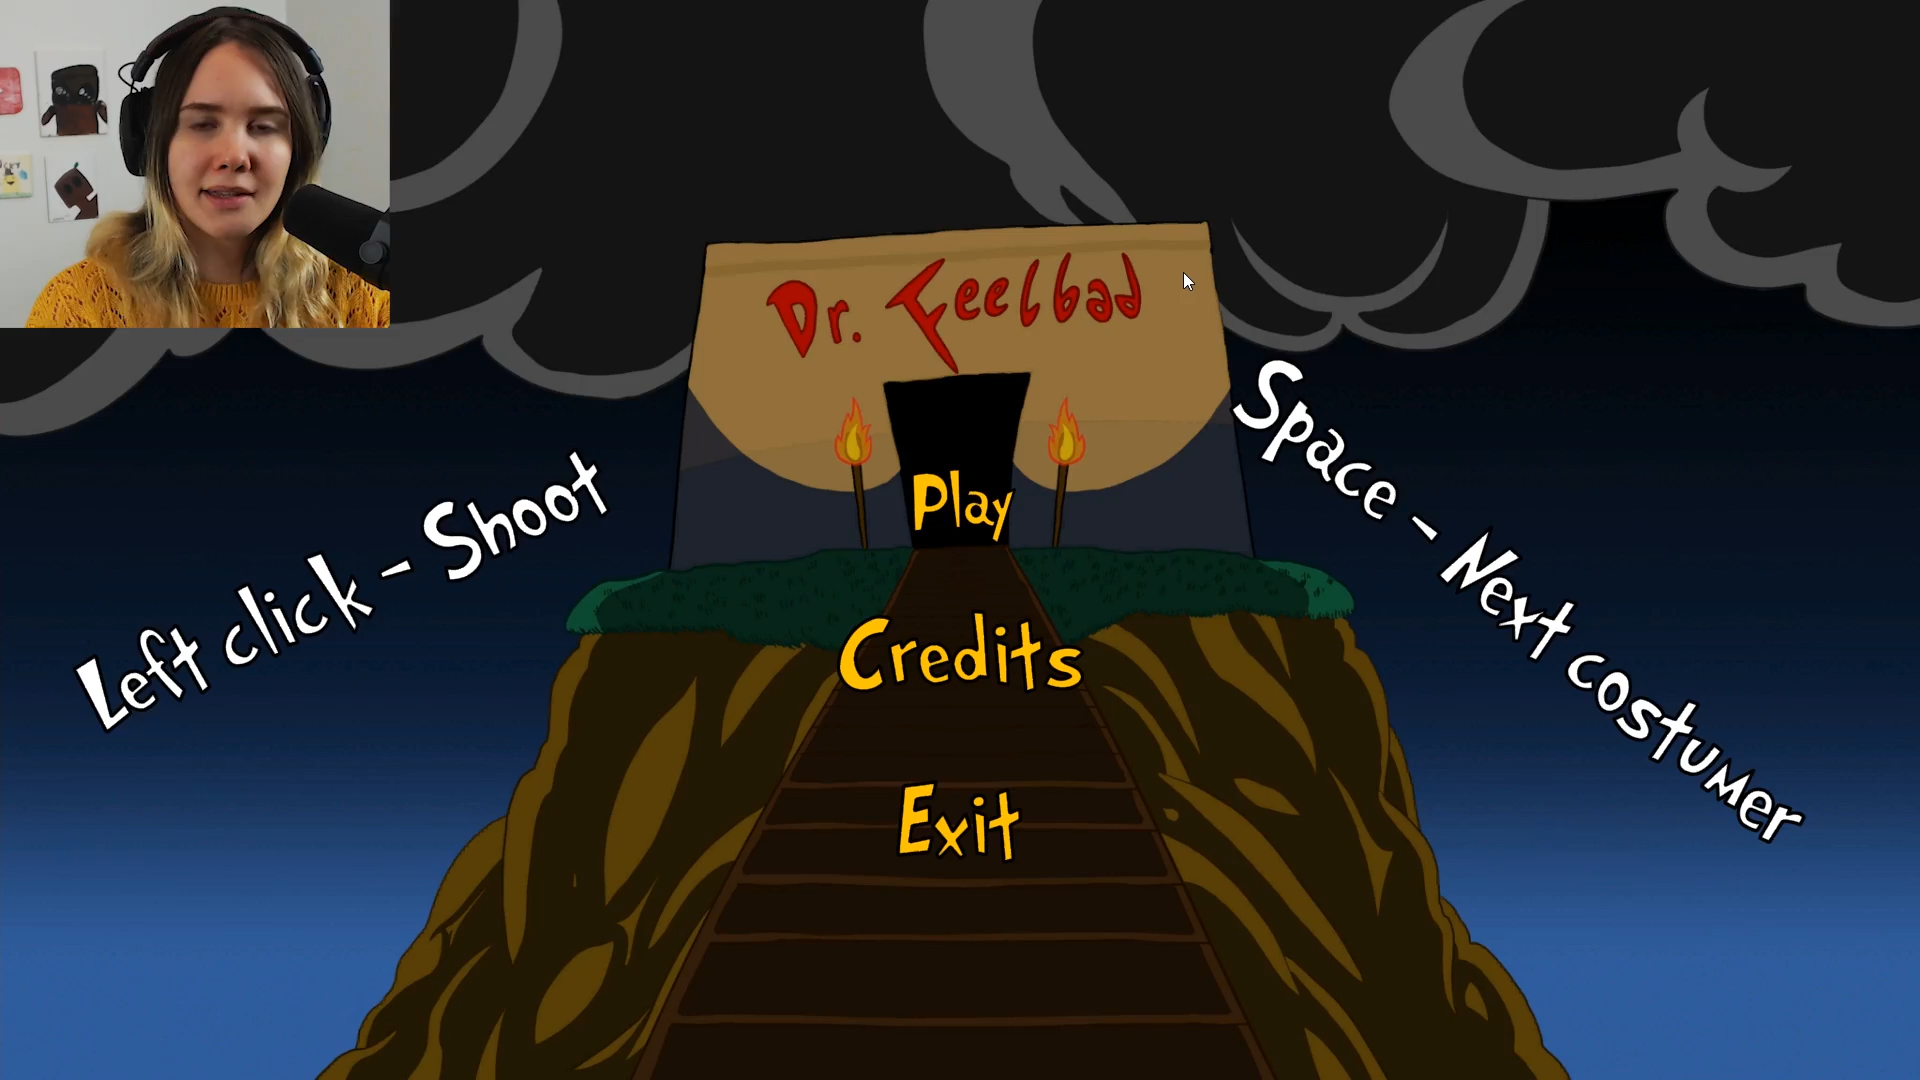 Dr. Feelbad
Left click - Shoot
Space - Next costumer
Play
Credits
Exit